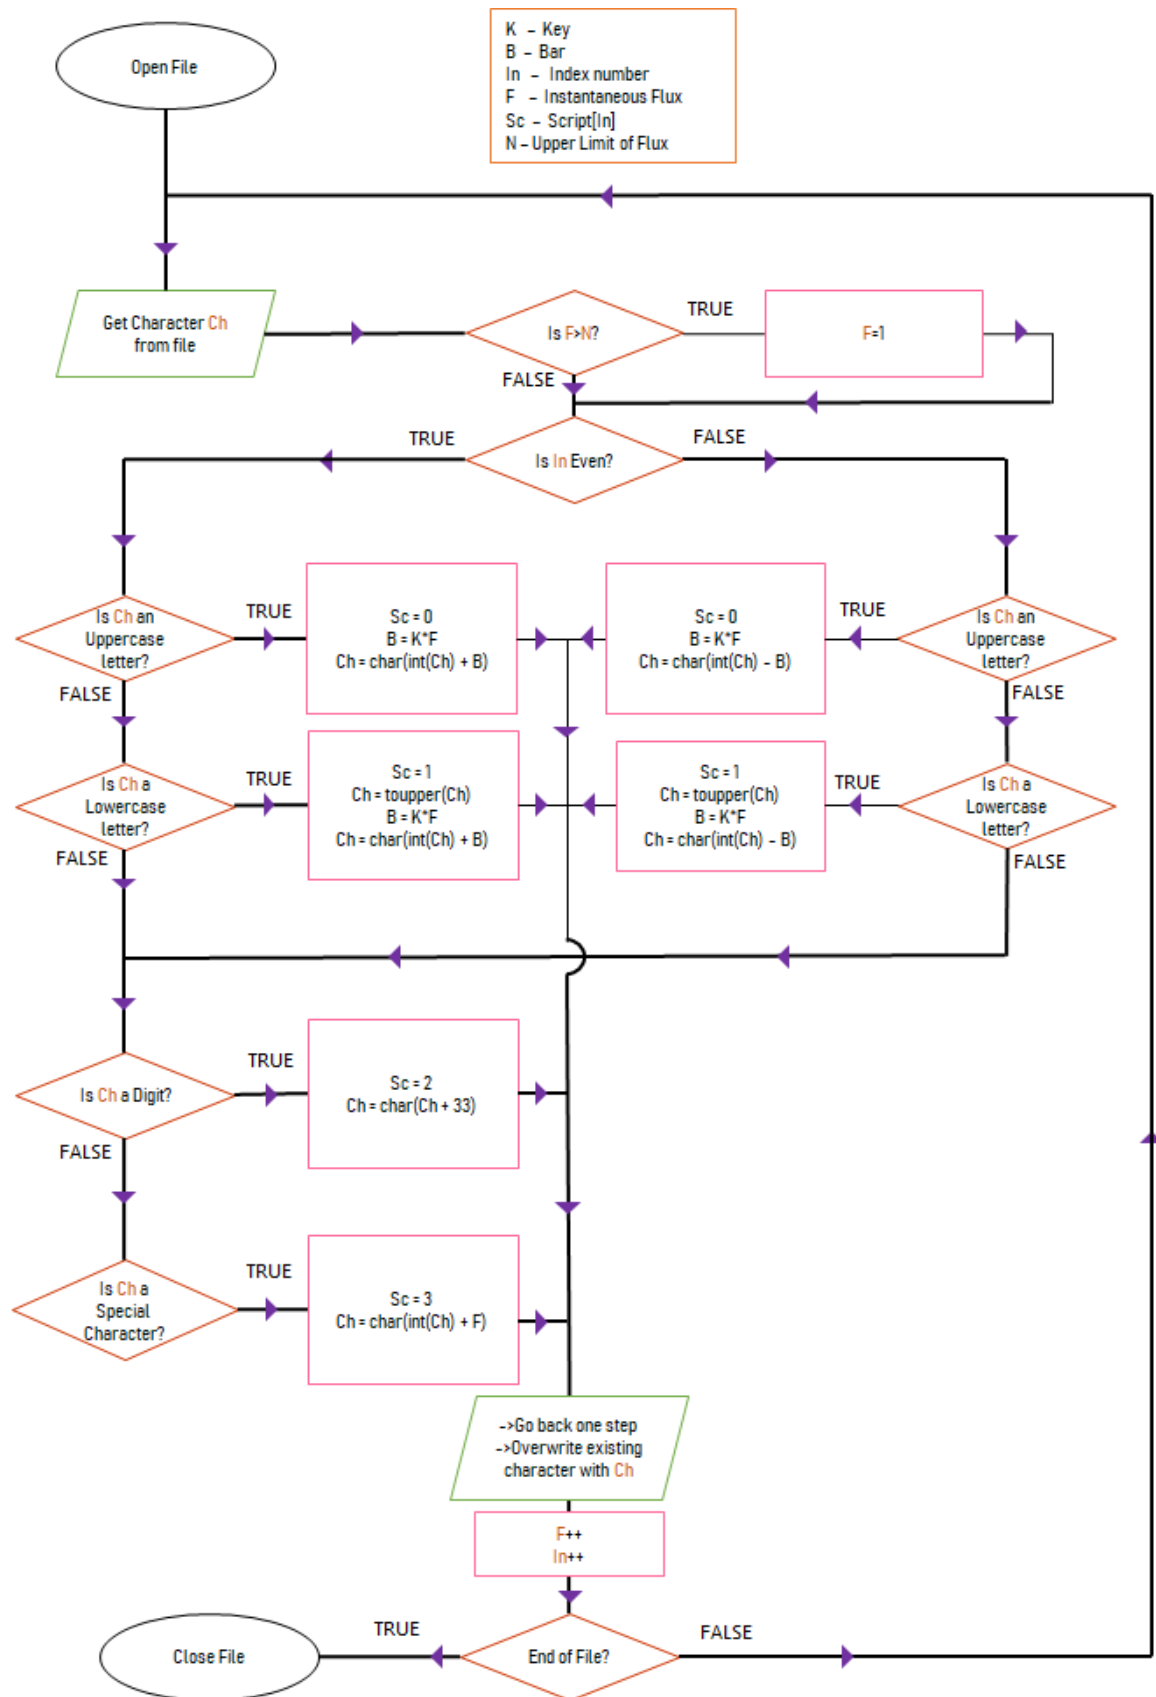 K - Key
B - Bar
In - Index number
F - Instantaneous Flux
Sc - Script[In]
N - Upper Limit of Flux
Open File
Get Character Ch
from file
Is F>N?
TRUE
F=1
FALSE
Is In Even?
TRUE
FALSE
Is Ch an
Uppercase
letter?
TRUE
Sc = 0
B = K*F
Ch = char(int(Ch) + B)
Sc = 0
B = K*F
Ch = char(int(Ch) - B)
TRUE
Is Ch an
Uppercase
letter?
FALSE
FALSE
Is Ch a
Lowercase
letter?
TRUE
Sc = 1
Ch = toupper(Ch)
B = K*F
Ch = char(int(Ch) + B)
Sc = 1
Ch = toupper(Ch)
B = K*F
Ch = char(int(Ch) - B)
TRUE
Is Ch a
Lowercase
letter?
FALSE
FALSE
Is Ch a Digit?
TRUE
Sc = 2
Ch = char(Ch + 33)
FALSE
Is Ch a
Special
Character?
TRUE
Sc = 3
Ch = char(int(Ch) + F)
->Go back one step
->Overwrite existing
character with Ch
F++
In++
End of File?
TRUE
FALSE
Close File